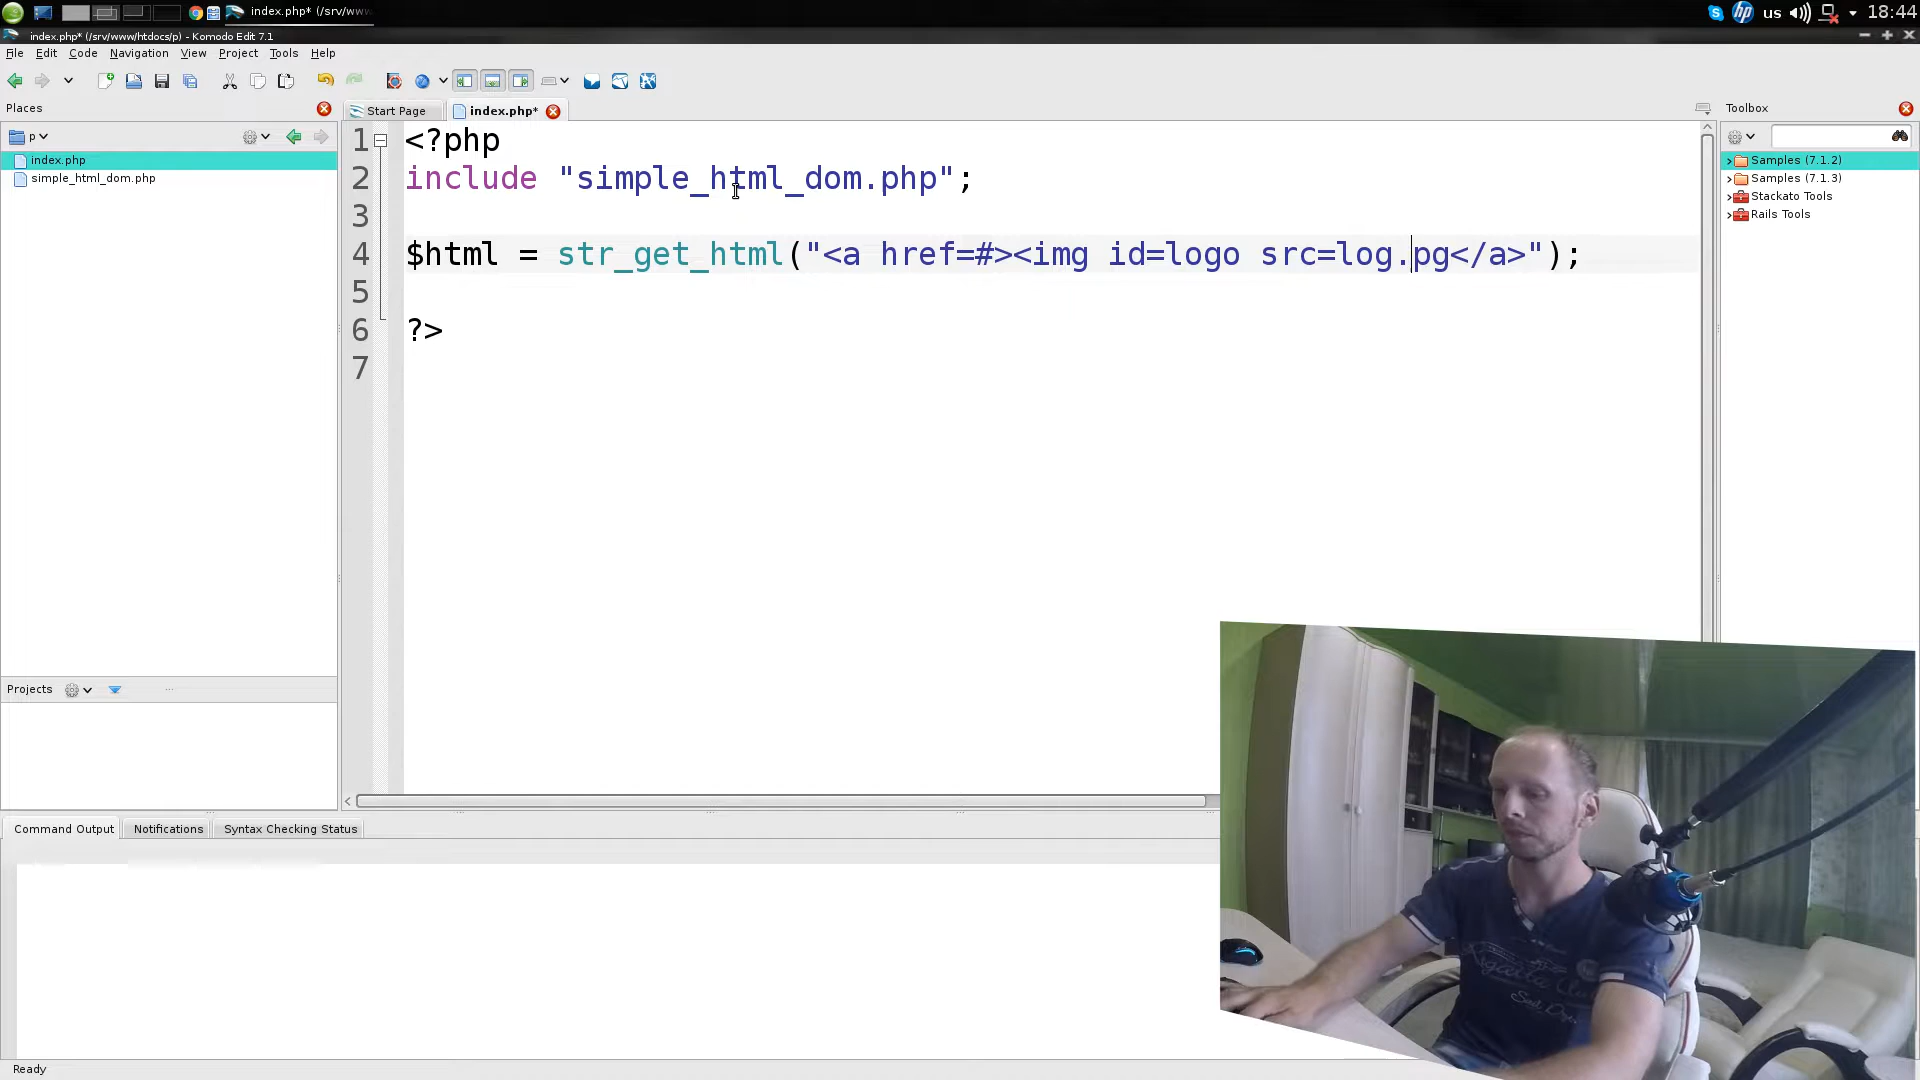 index.php* (/srv/www
us
18:44
index.php* (/srv/www/htdocs/p) - Komodo Edit 7.1
File Edit Code Navigation View Project Tools Help
Places
Start Page
index.php*
Toolbox
p
index.php
simple_html_dom.php
1 <?php
2 include "simple_html_dom.php";
3
4 $html = str_get_html("<a href=#><img id=logo src=log.pg</a>");
5
6 ?>
7
Samples (7.1.2)
Samples (7.1.3)
Stackato Tools
Rails Tools
Projects
Command Output
Notifications
Syntax Checking Status
Ready